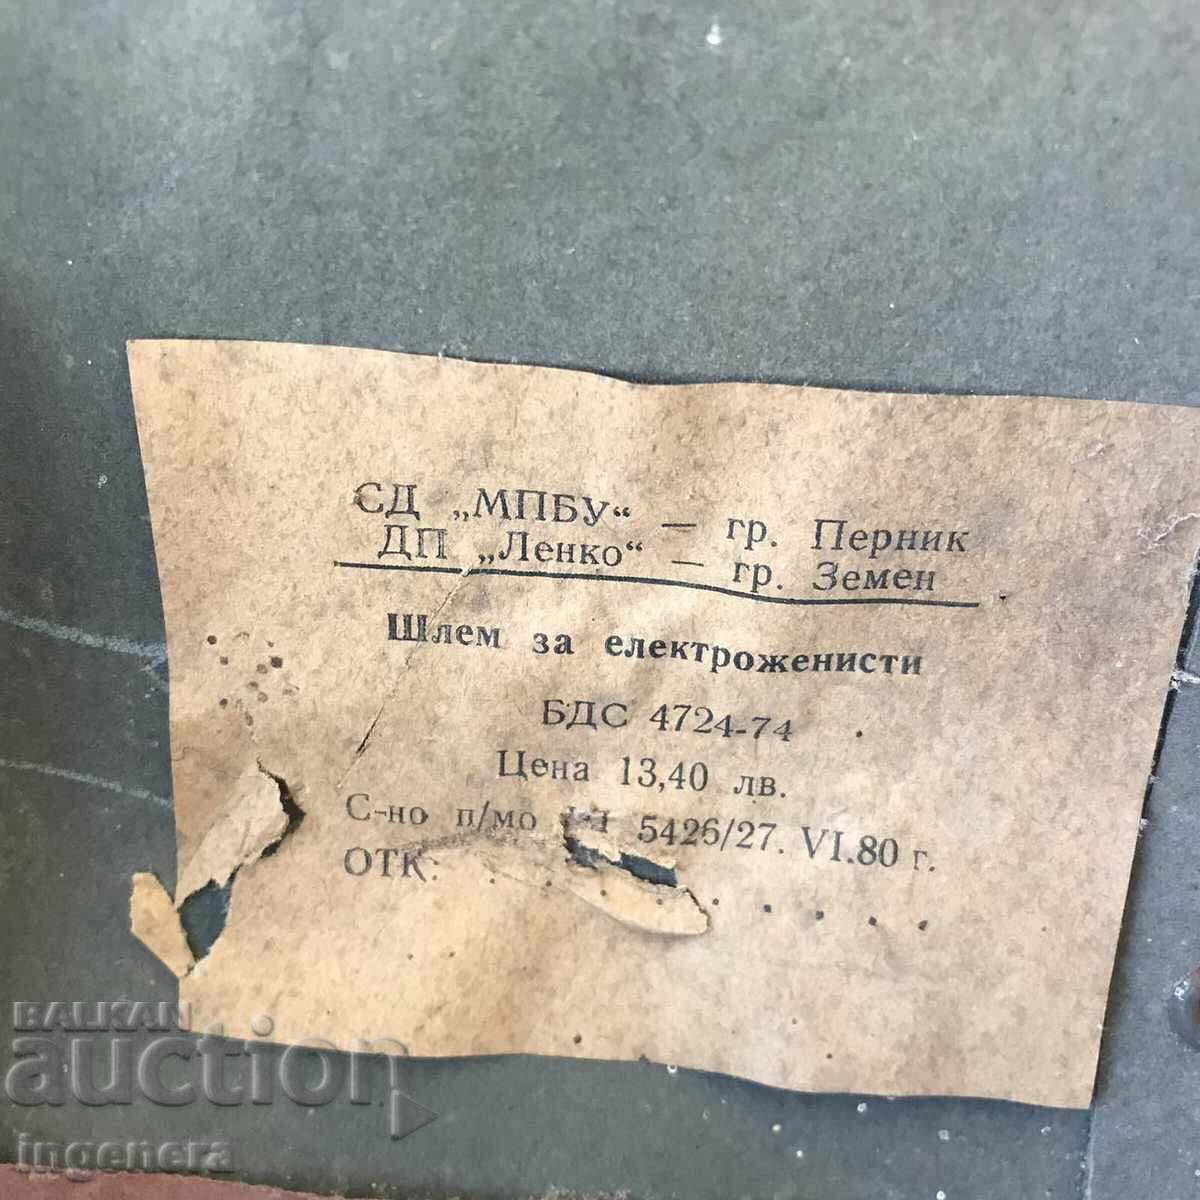 СД „МПБУ“ — гр. Перник
ДП „Ленко“ — гр. Земен
Шлем за електроженисти
БДС 4724-74
Цена 13,40 лв.
С-но п/мо 5426/27. VI.80 г.
ОТК: . . . . . . . . .
BALKAN
auction
ingenera